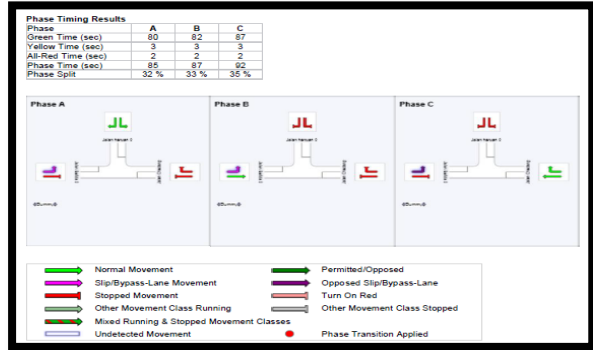 Phase Timing Results
Phase A B C
Green Time (sec) 80 82 87
Yellow Time (sec) 3 3 3
All-Red Time (sec) 2 2 2
Phase Time (sec) 85 87 92
Phase Split 32 % 33 % 35 %
Phase A Phase B Phase C
Normal Movement Permitted/Opposed
Slip/Bypass-Lane Movement Opposed Slip/Bypass-Lane
Stopped Movement Turn On Red
Other Movement Class Running Other Movement Class Stopped
Mixed Running & Stopped Movement Classes
Undetected Movement Phase Transition Applied